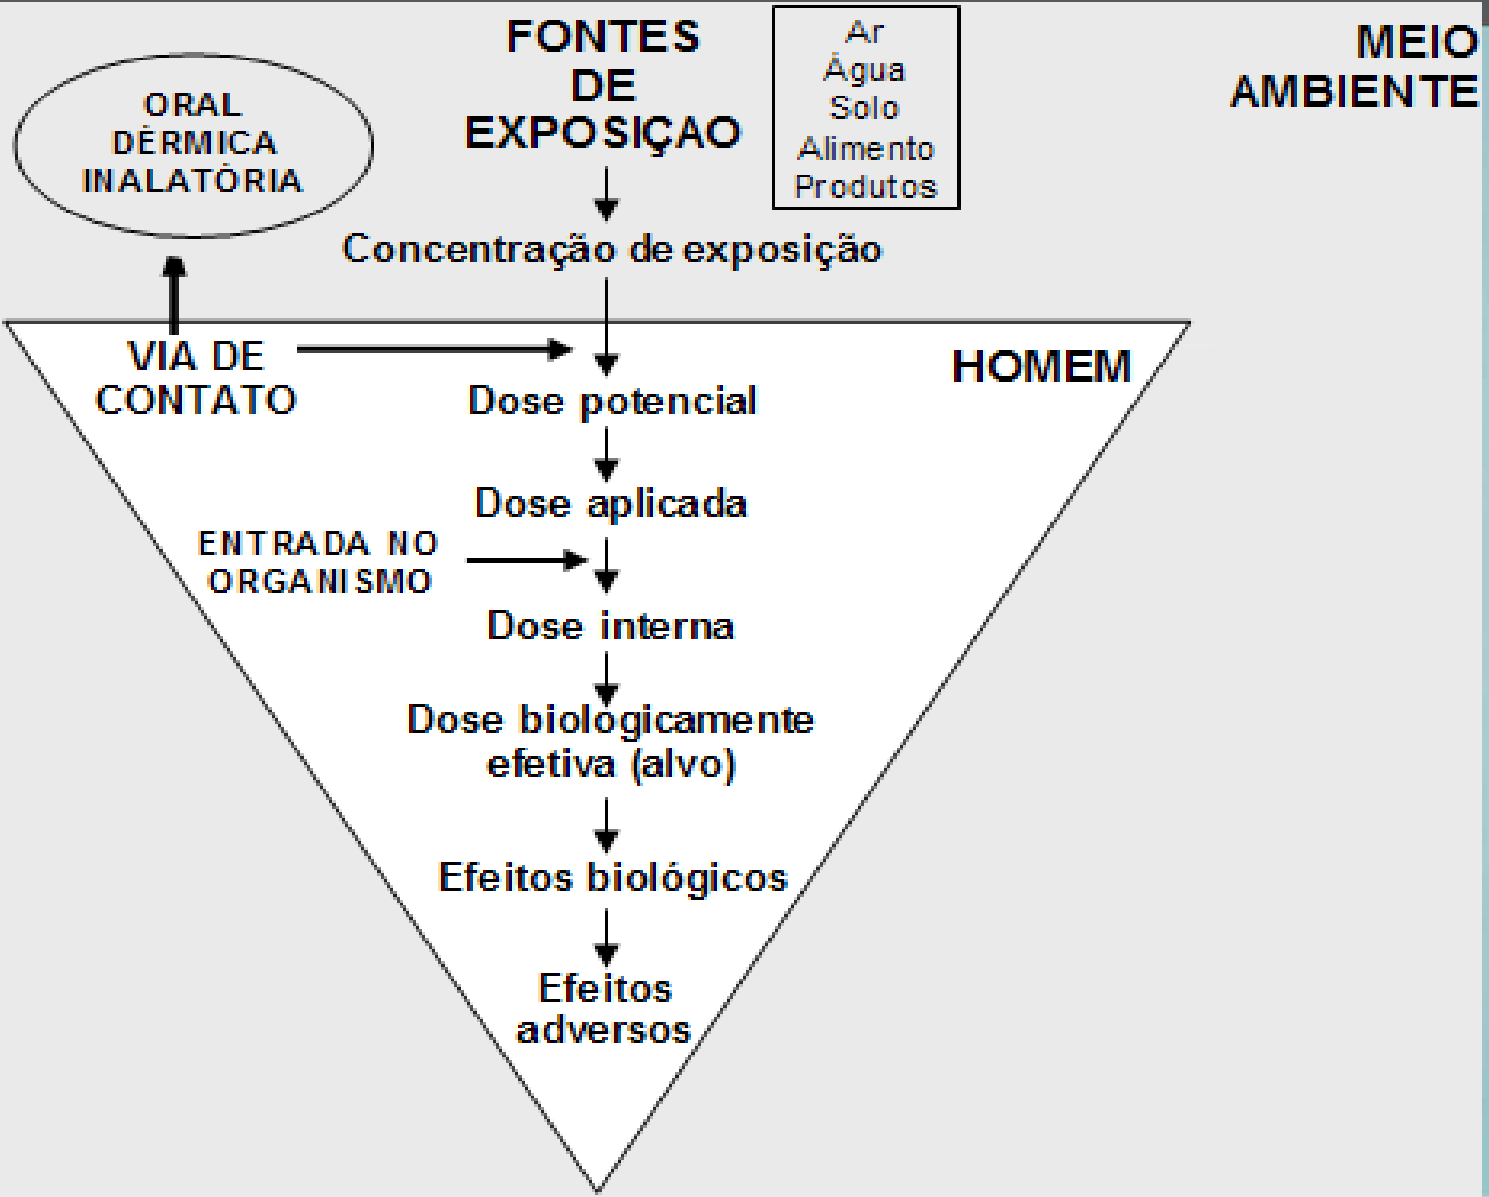 FONTES
DE
EXPOSIÇAO
Ar
Água
Solo
Alimento
Produtos
MEIO
AMBIENTE
ORAL
DÉRMICA
INALATÓRIA
Concentração de exposição
VIA DE
CONTATO
HOMEM
Dose potencial
Dose aplicada
ENTRADA NO
ORGANISMO
Dose interna
Dose biologicamente
efetiva (alvo)
Efeitos biológicos
Efeitos
adversos